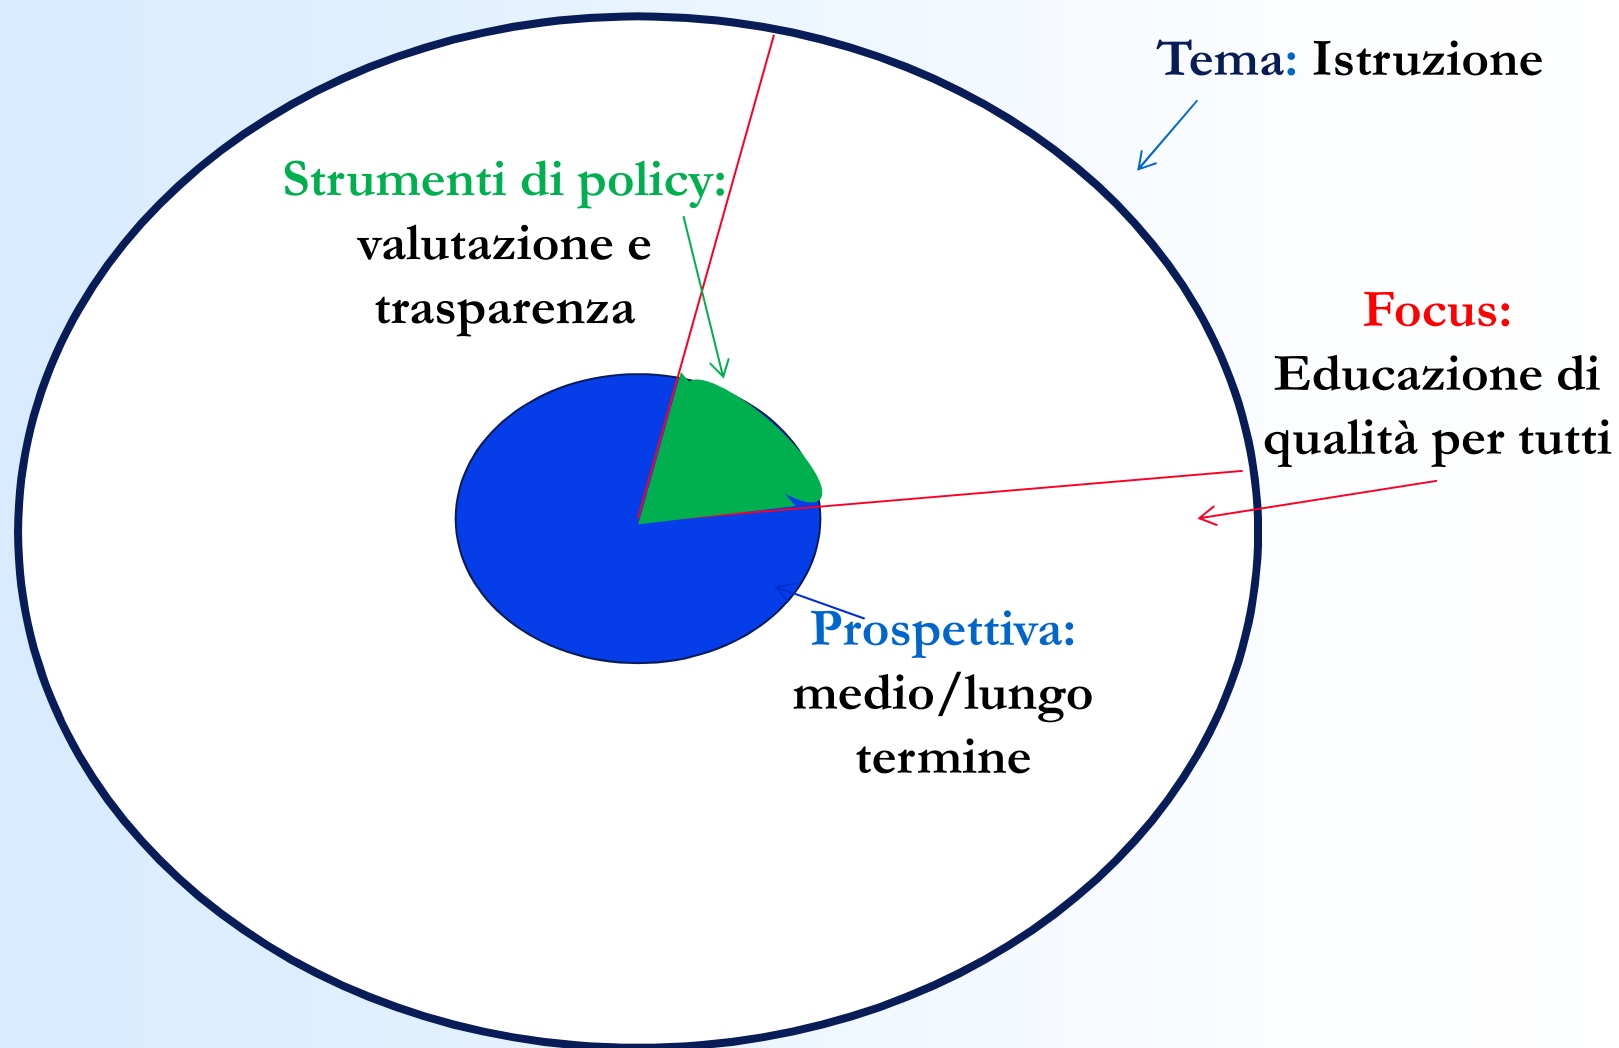 Tema: Istruzione
Strumenti di policy:
valutazione e
trasparenza
Focus:
Educazione di
qualità per tutti
Prospettiva:
medio/lungo
termine